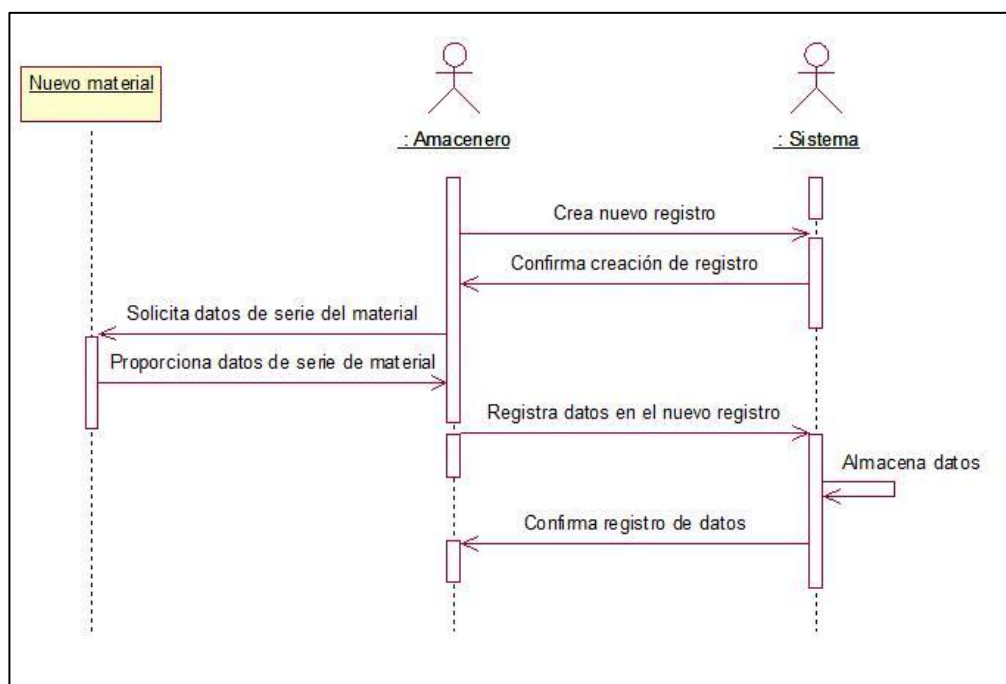 Nuevo material
: Amacenero
: Sistema
Crea nuevo registro
Confirma creación de registro
Solicita datos de serie del material
Proporciona datos de serie de material
Registra datos en el nuevo registro
Almacena datos
Confirma registro de datos